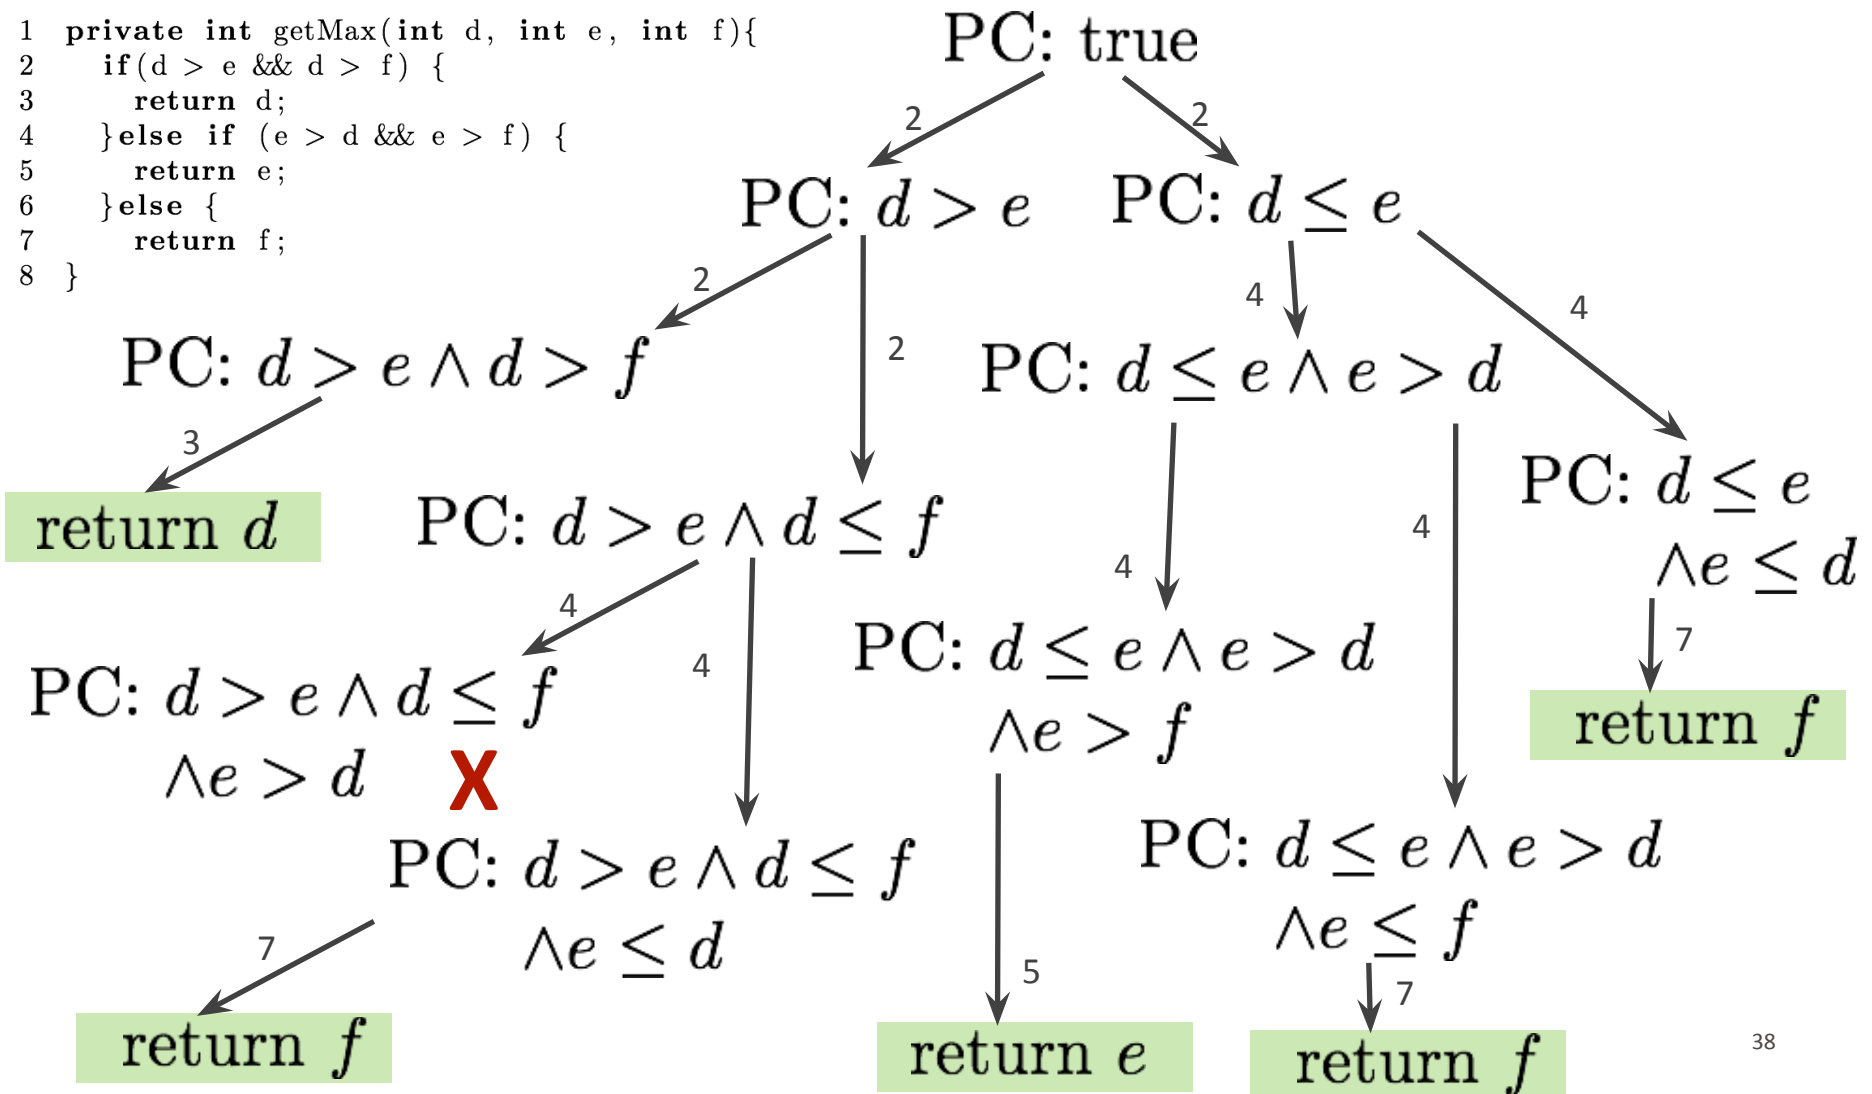 1 private int getMax(int d, int e, int f){
2 if(d > e && d > f) {
3 return d;
4 }else if (e > d && e > f) {
5 return e;
6 }else {
7 return f;
8 }
PC: true
2
2
PC: d > e
PC: d ≤ e
2
2
4
4
PC: d > e ∧ d > f
PC: d ≤ e ∧ e > d
3
return d
PC: d > e ∧ d ≤ f
4
4
PC: d ≤ e
∧e ≤ d
4
4
PC: d > e ∧ d ≤ f
∧e > d
X
PC: d ≤ e ∧ e > d
∧e > f
7
return f
PC: d > e ∧ d ≤ f
∧e ≤ d
PC: d ≤ e ∧ e > d
∧e ≤ f
7
return f
5
return e
7
return f
38